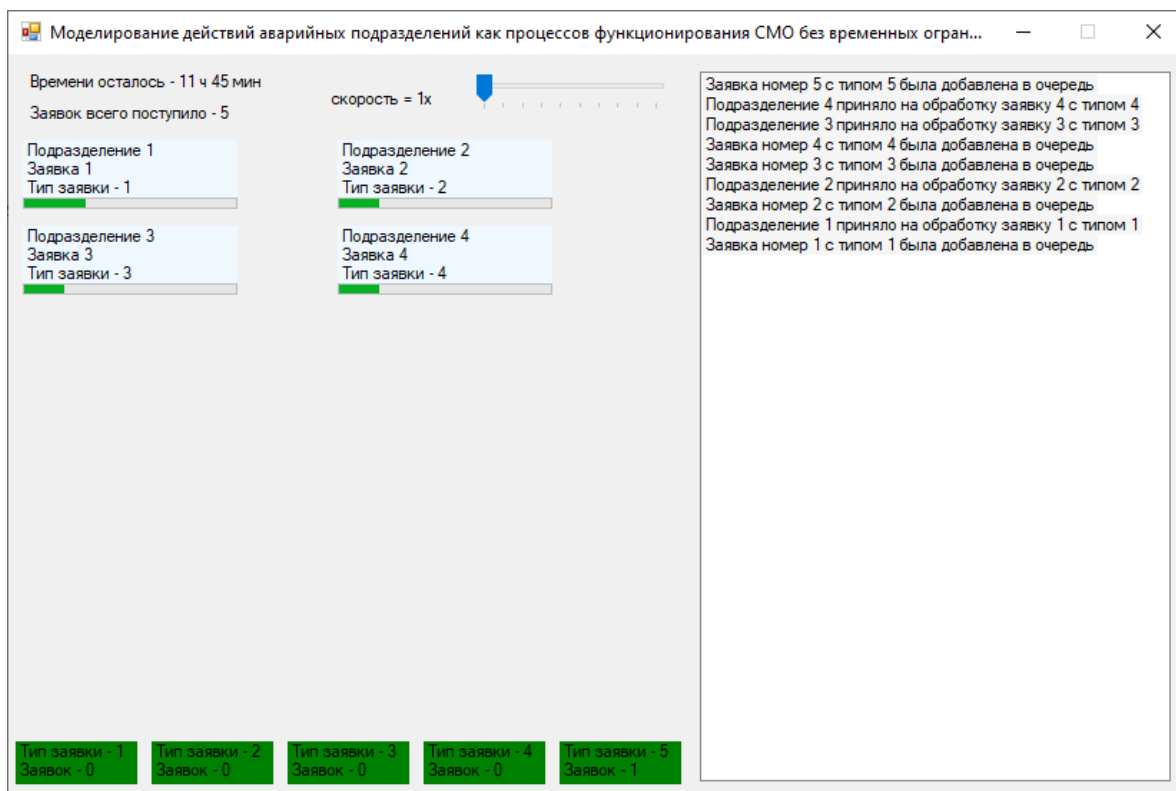 Моделирование действий аварийных подразделений как процессов функционирования СМО без временных огран...
Времени осталось - 11 ч 45 мин
Заявок всего поступило - 5
скорость = 1x
Подразделение 1
Заявка 1
Тип заявки - 1
Подразделение 2
Заявка 2
Тип заявки - 2
Подразделение 3
Заявка 3
Тип заявки - 3
Подразделение 4
Заявка 4
Тип заявки - 4
Заявка номер 5 с типом 5 была добавлена в очередь
Подразделение 4 приняло на обработку заявку 4 с типом 4
Подразделение 3 приняло на обработку заявку 3 с типом 3
Заявка номер 4 с типом 4 была добавлена в очередь
Заявка номер 3 с типом 3 была добавлена в очередь
Подразделение 2 приняло на обработку заявку 2 с типом 2
Заявка номер 2 с типом 2 была добавлена в очередь
Подразделение 1 приняло на обработку заявку 1 с типом 1
Заявка номер 1 с типом 1 была добавлена в очередь
Тип заявки - 1
Заявок - 0
Тип заявки - 2
Заявок - 0
Тип заявки - 3
Заявок - 0
Тип заявки - 4
Заявок - 0
Тип заявки - 5
Заявок - 1